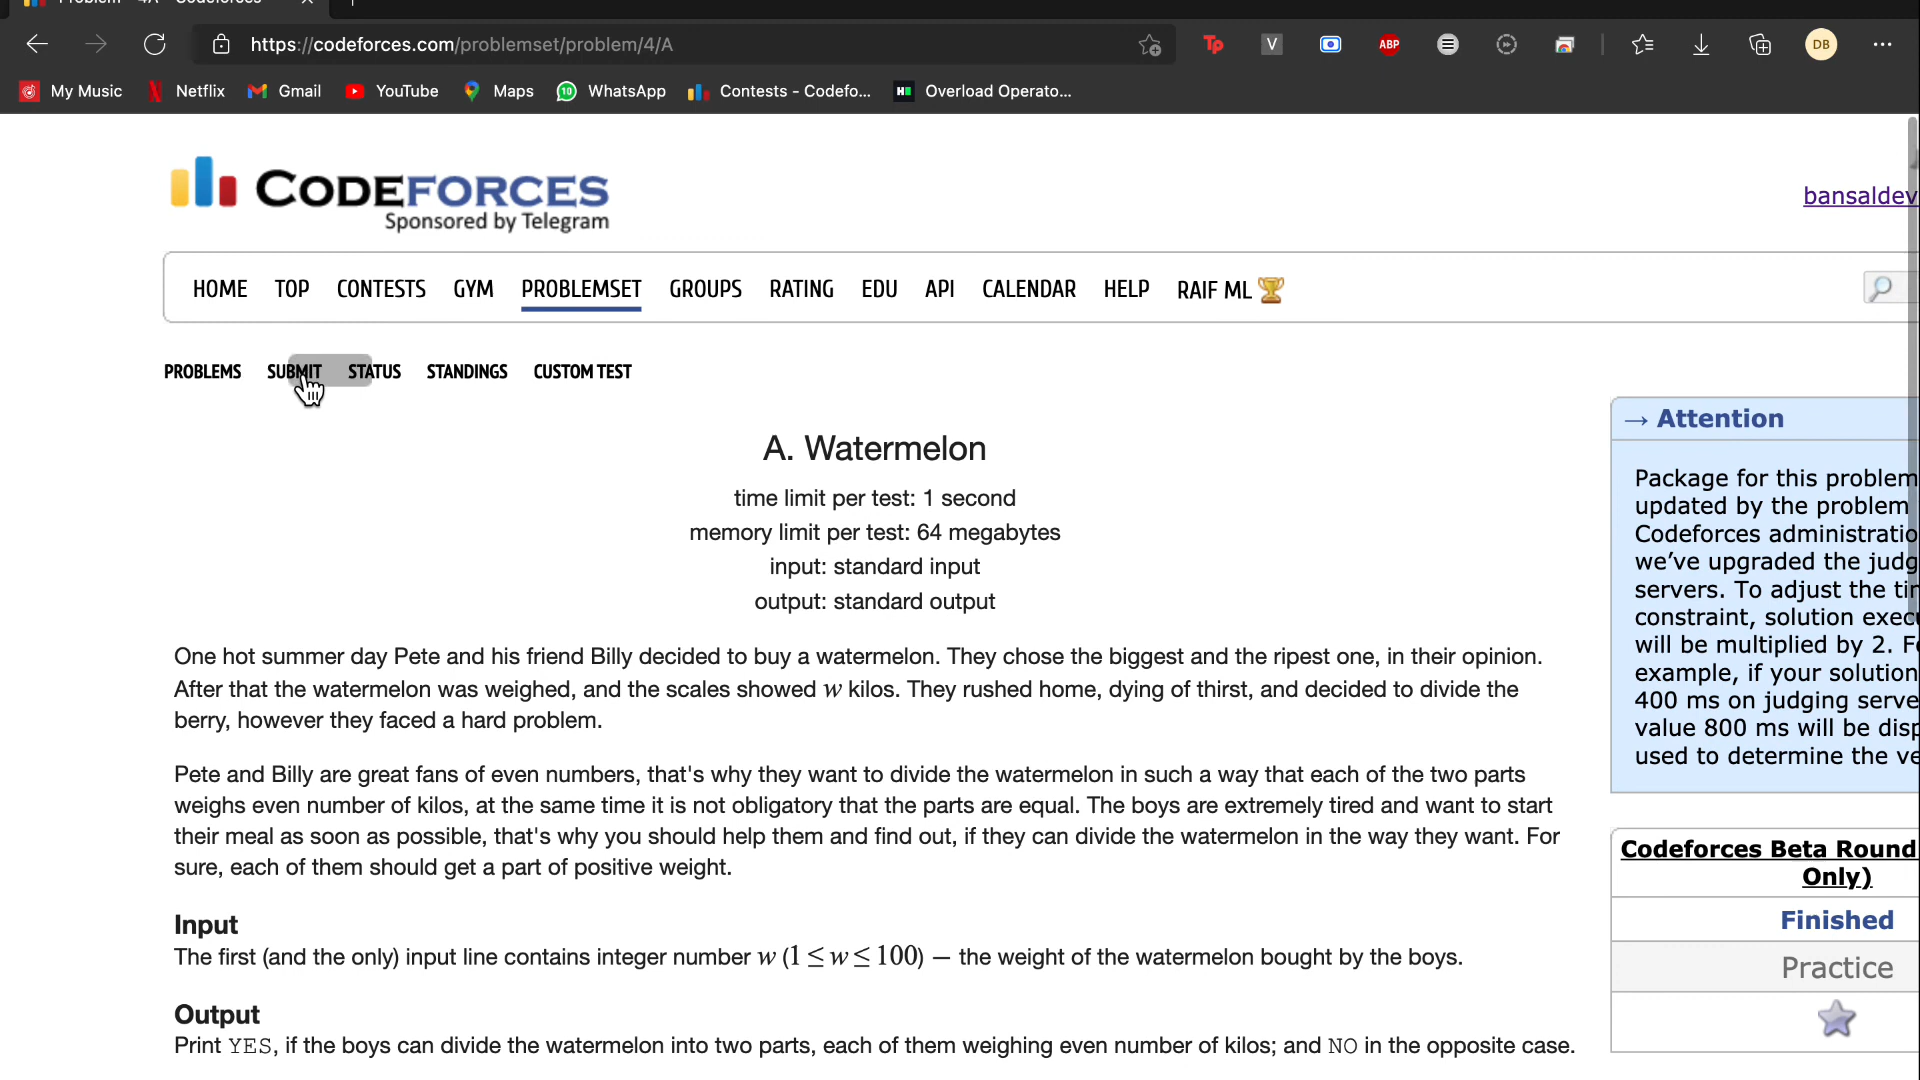 https://codeforces.com/problemset/problem/4/A
Tp
V
ABP
DB
My Music
Netflix
Gmail
YouTube
Maps
10
WhatsApp
Contests - Codefo...
Overload Operato...
CODEFORCES
Sponsored by Telegram
bansaldev
HOME TOP CONTESTS GYM PROBLEMSET GROUPS RATING EDU API CALENDAR HELP RAIF ML
PROBLEMS SUBMIT STATUS STANDINGS CUSTOM TEST
A. Watermelon
time limit per test: 1 second
memory limit per test: 64 megabytes
input: standard input
output: standard output
One hot summer day Pete and his friend Billy decided to buy a watermelon. They chose the biggest and the ripest one, in their opinion.
After that the watermelon was weighed, and the scales showed w kilos. They rushed home, dying of thirst, and decided to divide the
berry, however they faced a hard problem.
Pete and Billy are great fans of even numbers, that's why they want to divide the watermelon in such a way that each of the two parts
weighs even number of kilos, at the same time it is not obligatory that the parts are equal. The boys are extremely tired and want to start
their meal as soon as possible, that's why you should help them and find out, if they can divide the watermelon in the way they want. For
sure, each of them should get a part of positive weight.
Input
The first (and the only) input line contains integer number w (1 ≤ w ≤ 100) — the weight of the watermelon bought by the boys.
Output
Print YES, if the boys can divide the watermelon into two parts, each of them weighing even number of kilos; and NO in the opposite case.
→ Attention
Package for this problem
updated by the problem
Codeforces administratio
we've upgraded the judg
servers. To adjust the
constraint, solution exec
will be multiplied by 2.
example, if your solution
400 ms on judging serve
value 800 ms will be disp
used to determine the ve
Codeforces Beta Round
Only)
Finished
Practice